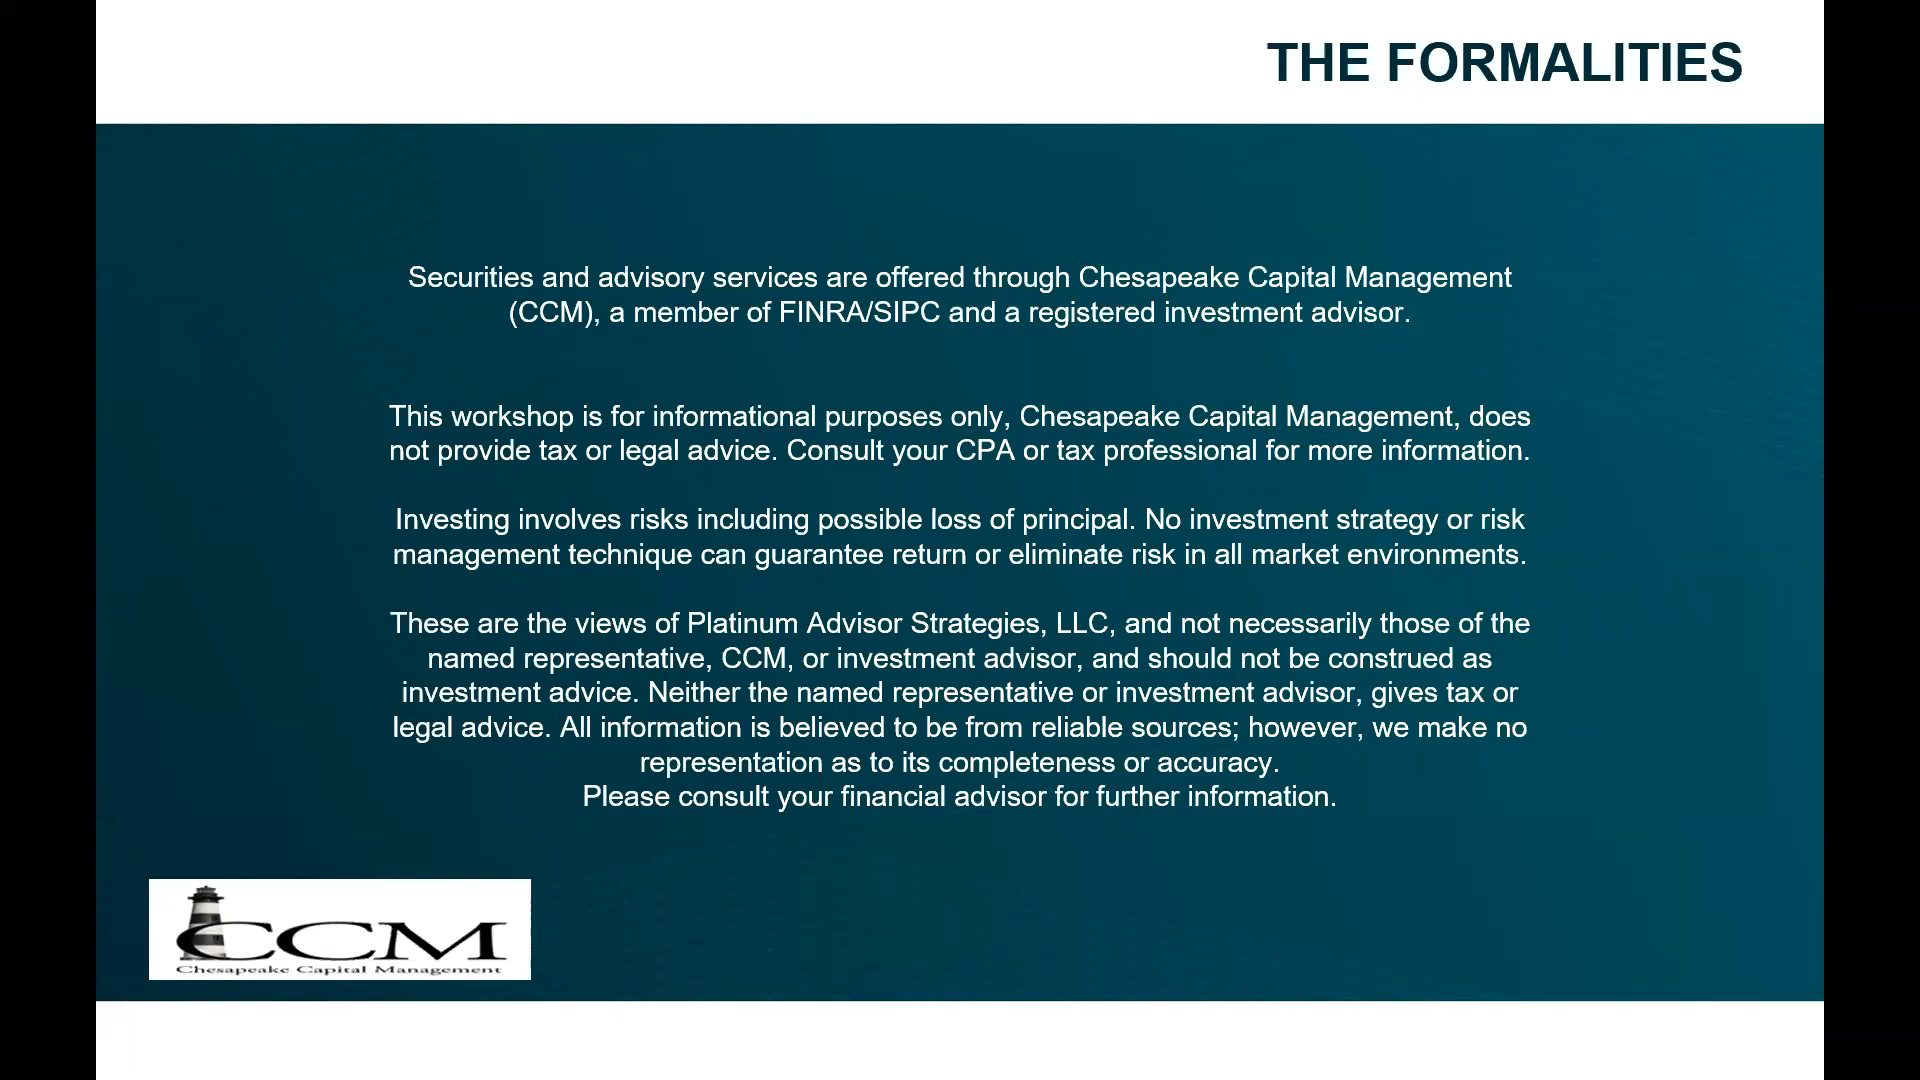 THE FORMALITIES
Securities and advisory services are offered through Chesapeake Capital Management
(CCM), a member of FINRA/SIPC and a registered investment advisor.
This workshop is for informational purposes only, Chesapeake Capital Management, does
not provide tax or legal advice. Consult your CPA or tax professional for more information.
Investing involves risks including possible loss of principal. No investment strategy or risk
management technique can guarantee return or eliminate risk in all market environments.
These are the views of Platinum Advisor Strategies, LLC, and not necessarily those of the
named representative, CCM, or investment advisor, and should not be construed as
investment advice. Neither the named representative or investment advisor, gives tax or
legal advice. All information is believed to be from reliable sources; however, we make no
representation as to its completeness or accuracy.
Please consult your financial advisor for further information.
CCM
Chesapeake Capital Management